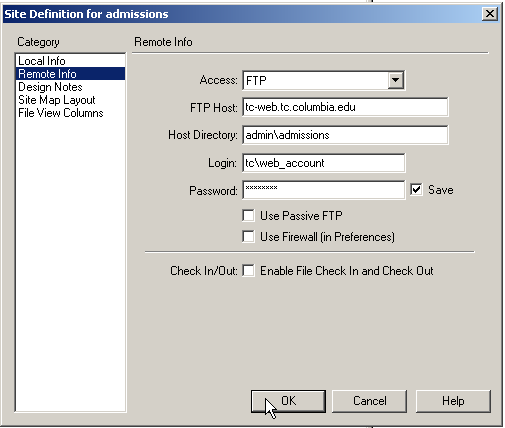 Site Definition for admissions
Category
Remote Info
Local Info
Remote Info
Design Notes
Site Map Layout
File View Columns
Access: FTP
FTP Host: tc-web.tc.columbia.edu
Host Directory: admin\admissions
Login: tc\web_account
Password: ******** Save
Use Passive FTP
Use Firewall (in Preferences)
Check In/Out: Enable File Check In and Check Out
OK
Cancel
Help